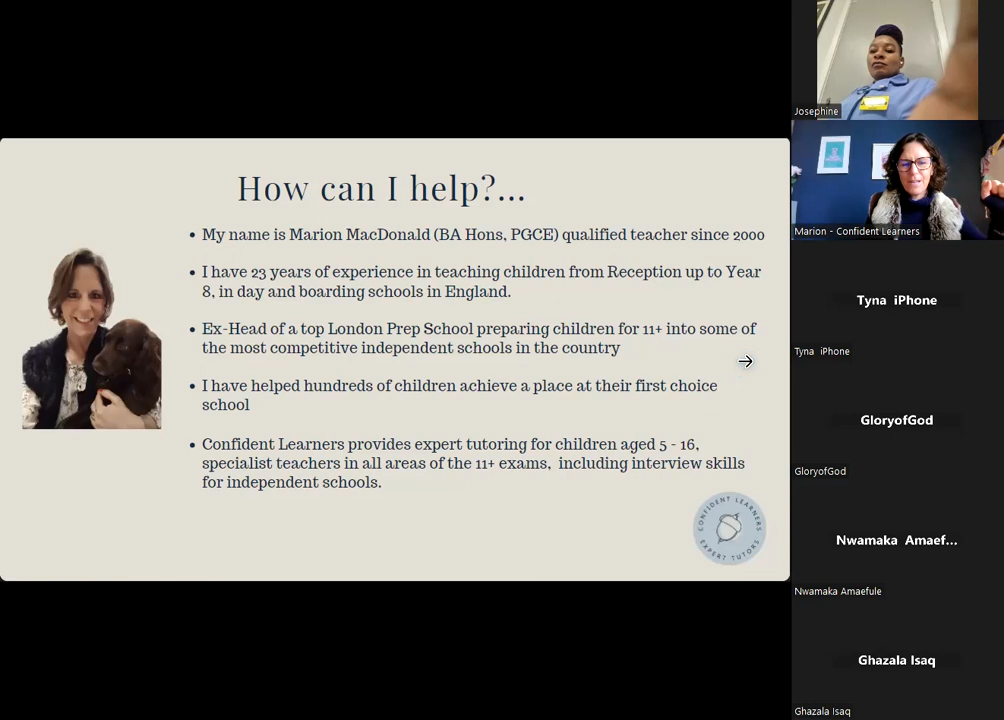 How can I help?...
• My name is Marion MacDonald (BA Hons, PGCE) qualified teacher since 2000
• I have 23 years of experience in teaching children from Reception up to Year
8, in day and boarding schools in England.
• Ex-Head of a top London Prep School preparing children for 11+ into some of
the most competitive independent schools in the country
• I have helped hundreds of children achieve a place at their first choice
school
• Confident Learners provides expert tutoring for children aged 5 - 16,
specialist teachers in all areas of the 11+ exams, including interview skills
for independent schools.
CONFIDENT LEARNERS
EXPERT TUTORS
Josephine
Marion - Confident Learners
Tyna iPhone
Tyna iPhone
GloryofGod
GloryofGod
Nwamaka Amaef...
Nwamaka Amaefule
Ghazala Isaq
Ghazala Isaq